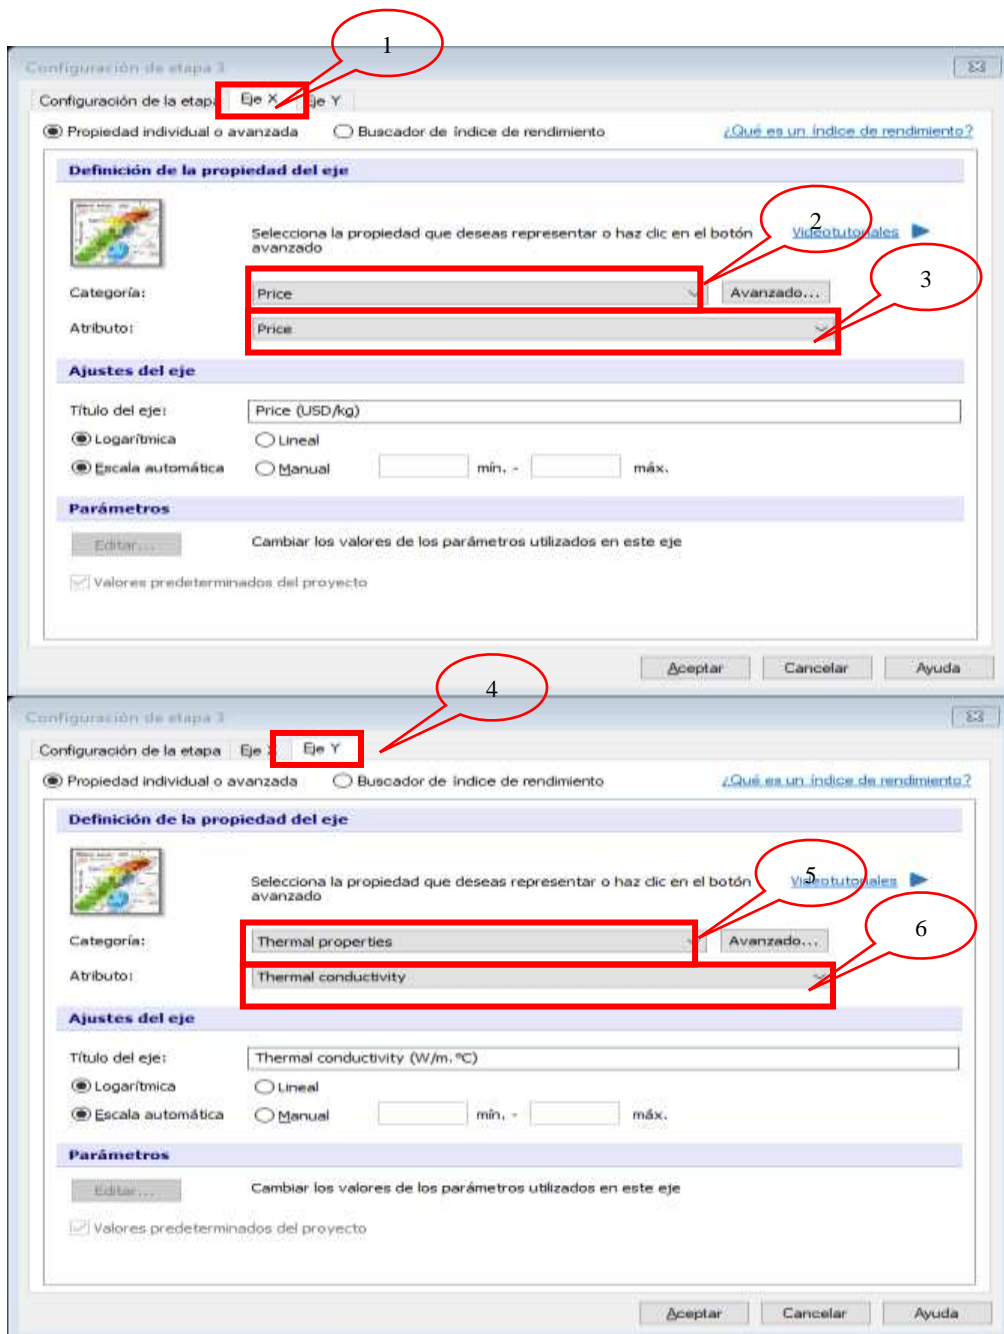 1
Configuración de etapa 3
Configuración de la etapa Eje X Eje Y
Propiedad individual o avanzada Buscador de índice de rendimiento ¿Qué es un índice de rendimiento?
Definición de la propiedad del eje
2
Selecciona la propiedad que deseas representar o haz clic en el botón avanzado Videotutoriales
3
Categoría: Price Avanzado...
Atributo: Price
Ajustes del eje
Título del eje: Price (USD/kg)
Logarítmica Lineal
Escala automática Manual mín. - máx.
Parámetros
Editar... Cambiar los valores de los parámetros utilizados en este eje
Valores predeterminados del proyecto
Aceptar Cancelar Ayuda
4
Configuración de etapa 3
Configuración de la etapa Eje X Eje Y
Propiedad individual o avanzada Buscador de índice de rendimiento ¿Qué es un índice de rendimiento?
Definición de la propiedad del eje
5
Selecciona la propiedad que deseas representar o haz clic en el botón avanzado Videotutoriales
6
Categoría: Thermal properties Avanzado...
Atributo: Thermal conductivity
Ajustes del eje
Título del eje: Thermal conductivity (W/m.ºC)
Logarítmica Lineal
Escala automática Manual mín. - máx.
Parámetros
Editar... Cambiar los valores de los parámetros utilizados en este eje
Valores predeterminados del proyecto
Aceptar Cancelar Ayuda